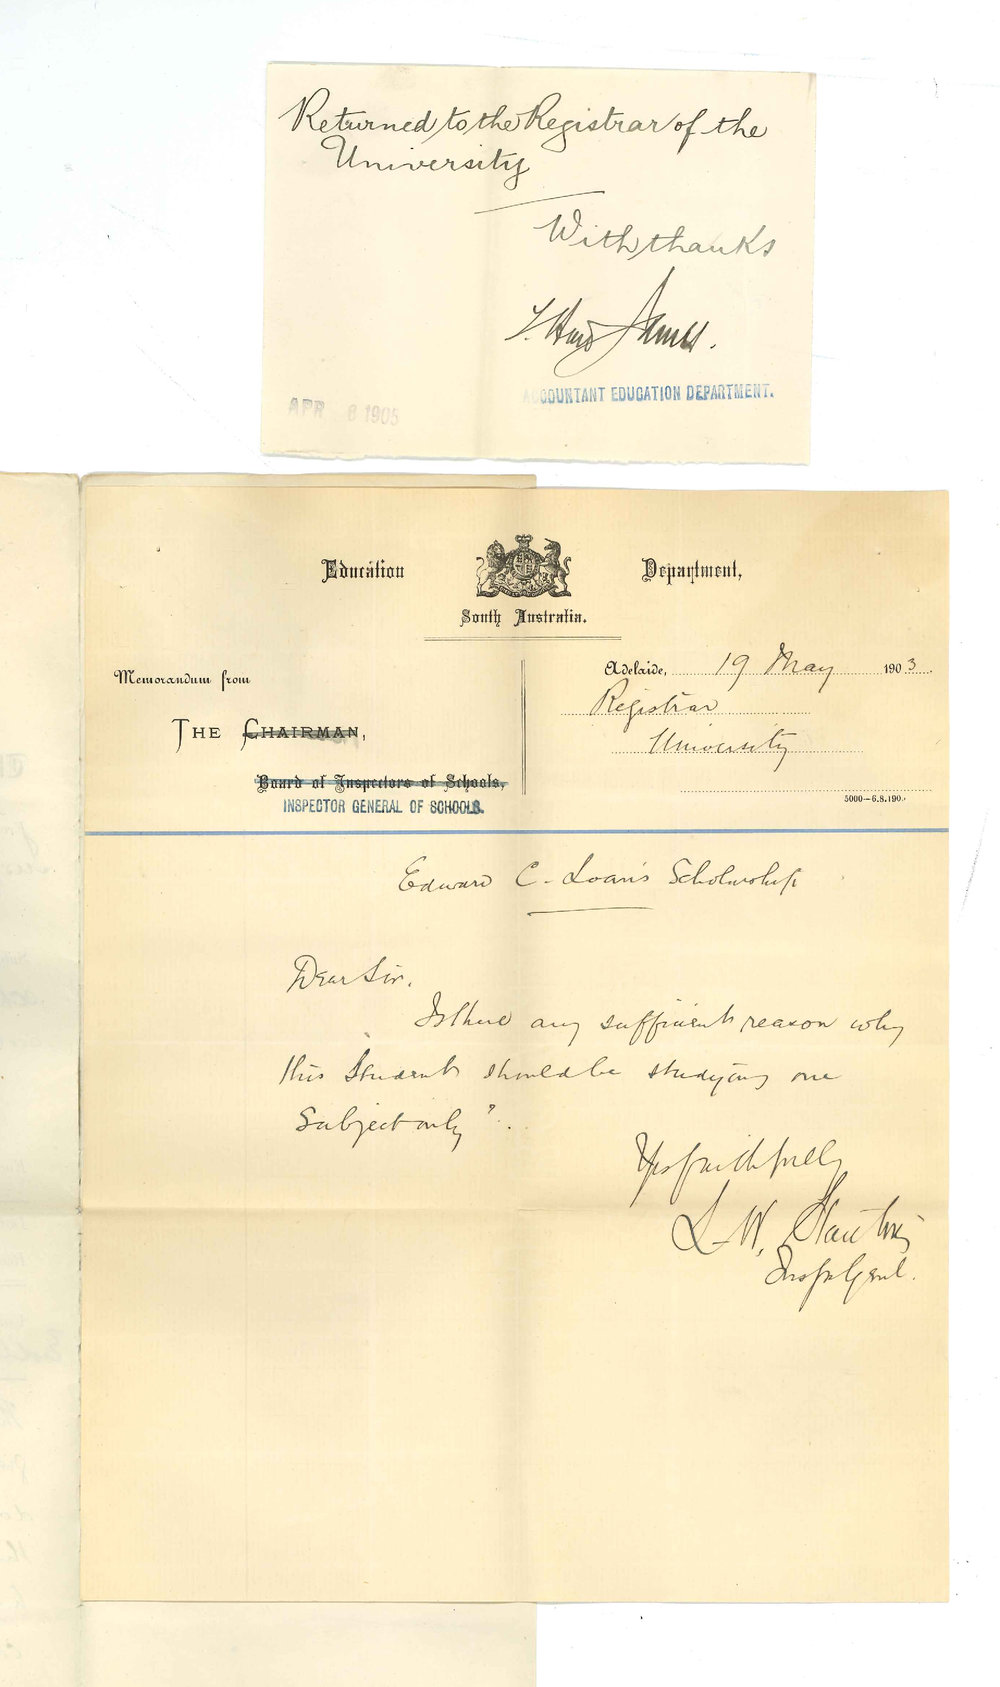 Returned to the Registrar of the
University
With thanks
ACCOUNTANT EDUCATION DEPARTMENT.
APR 8 1905
Education Department,
South Australia.
Memorandum from
THE CHAIRMAN,
Board of Inspectors of Schools,
INSPECTOR GENERAL OF SCHOOLS.
Adelaide, 19 May 1903.
Registrar
University
5000—6.8.190
Edward C. Loan's Scholarship
Dear Sir.
Is there any sufficient reason why
this Student should be studying one
Subject only?
Yrs faithfully
L. W.
Insp Genl.